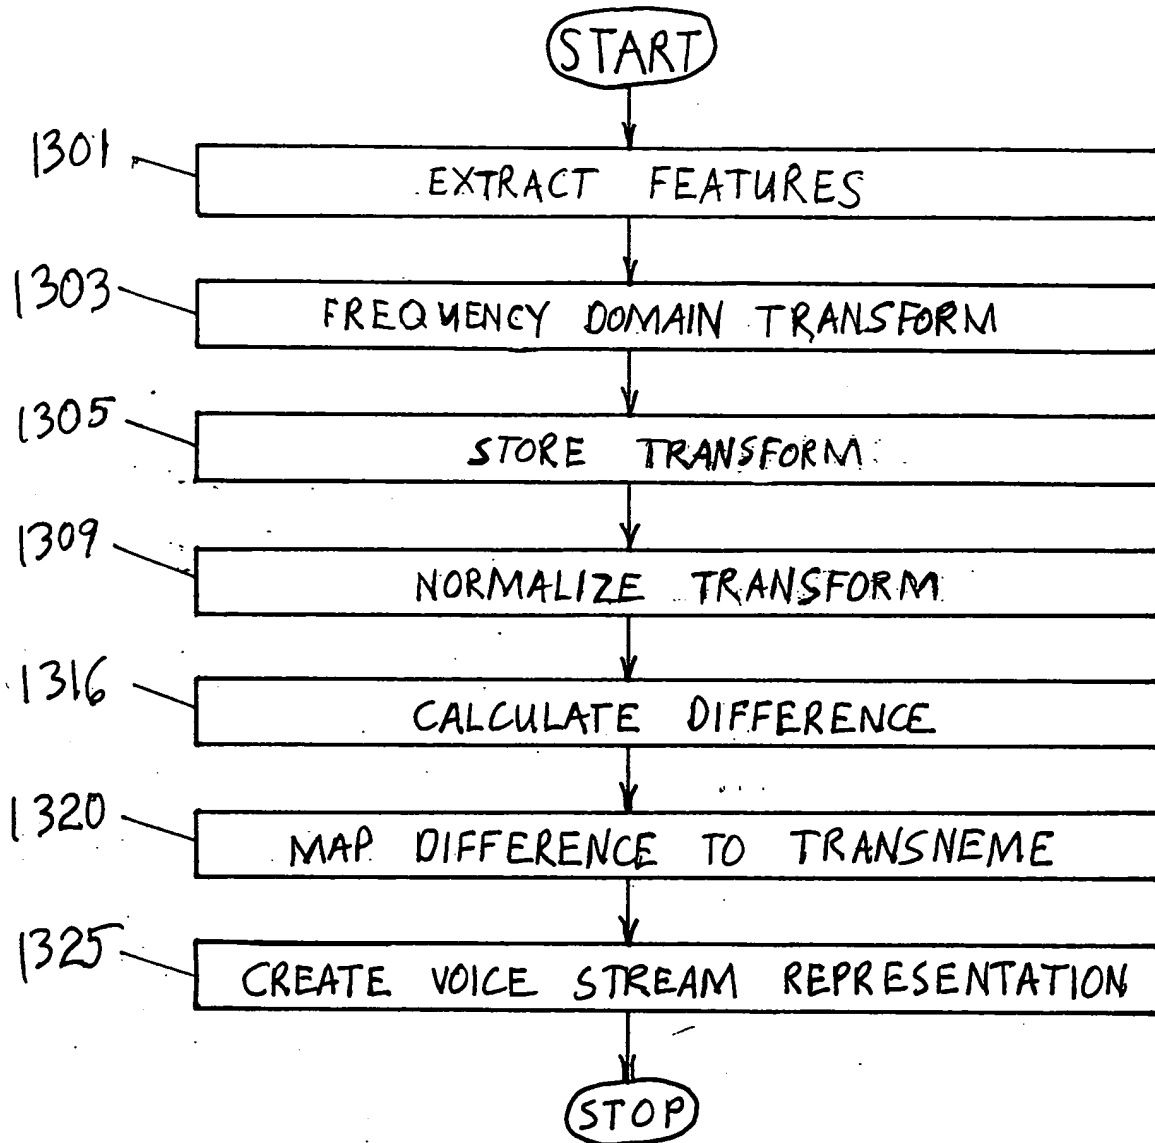 START
1301
EXTRACT FEATURES
1303
FREQUENCY DOMAIN TRANSFORM
1305
STORE TRANSFORM
1309
NORMALIZE TRANSFORM
1316
CALCULATE DIFFERENCE
1320
MAP DIFFERENCE TO TRANSNEME
1325
CREATE VOICE STREAM REPRESENTATION
STOP